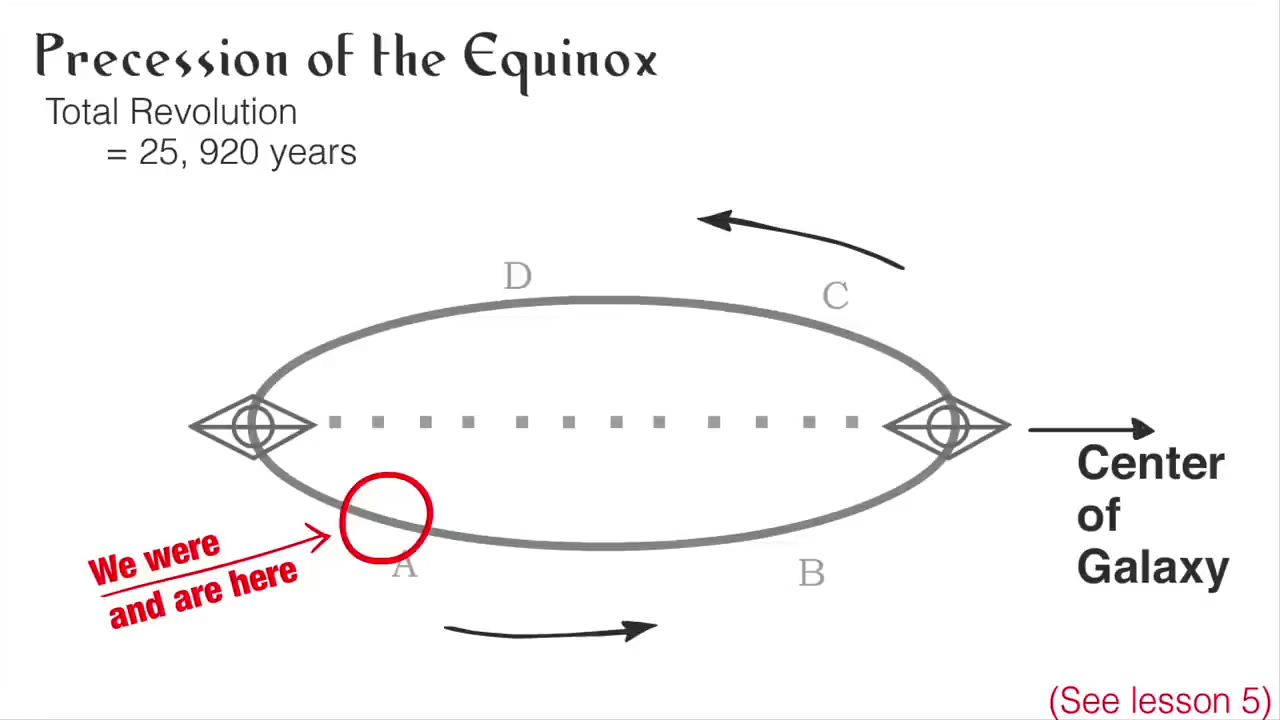 Precession of the Equinox
Total Revolution
= 25, 920 years
D
C
We were
and are here
A
B
Center
of
Galaxy
(See lesson 5)